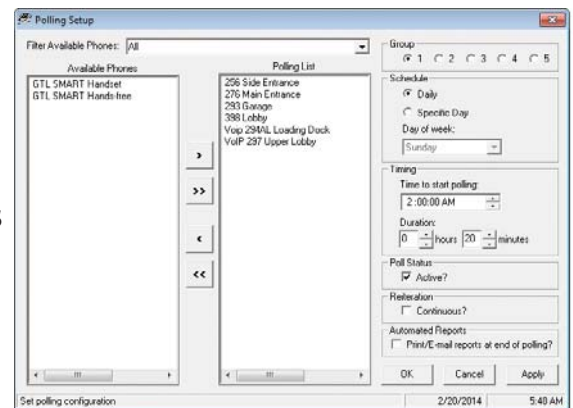 Polling Setup
Filter Available Phones: All
Available Phones
GTL SMART Handset
GTL SMART Hands-free
>
>>
<
<<
Polling List
256 Side Entrance
276 Main Entrance
293 Garage
398 Lobby
Voip 294AL Loading Dock
VoIP 297 Upper Lobby
Group
1 2 3 4 5
Schedule
Daily
Specific Day
Day of week:
Sunday
Timing
Time to start polling:
2:00:00 AM
Duration:
0 hours 20 minutes
Poll Status
Active?
Reiteration
Continuous?
Automated Reports
Print/E-mail reports at end of polling?
OK Cancel Apply
Set polling configuration 2/20/2014 5:48 AM